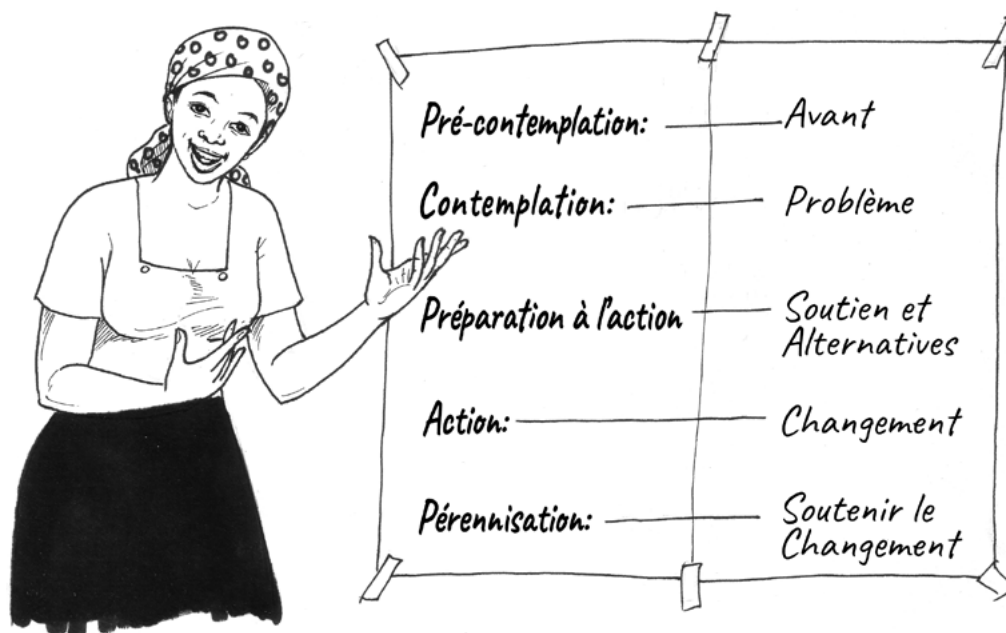 Pré-contemplation: Avant
Contemplation: Problème
Préparation à l'action Soutien et
Alternatives
Action: Changement
Pérennisation: Soutenir le
Changement